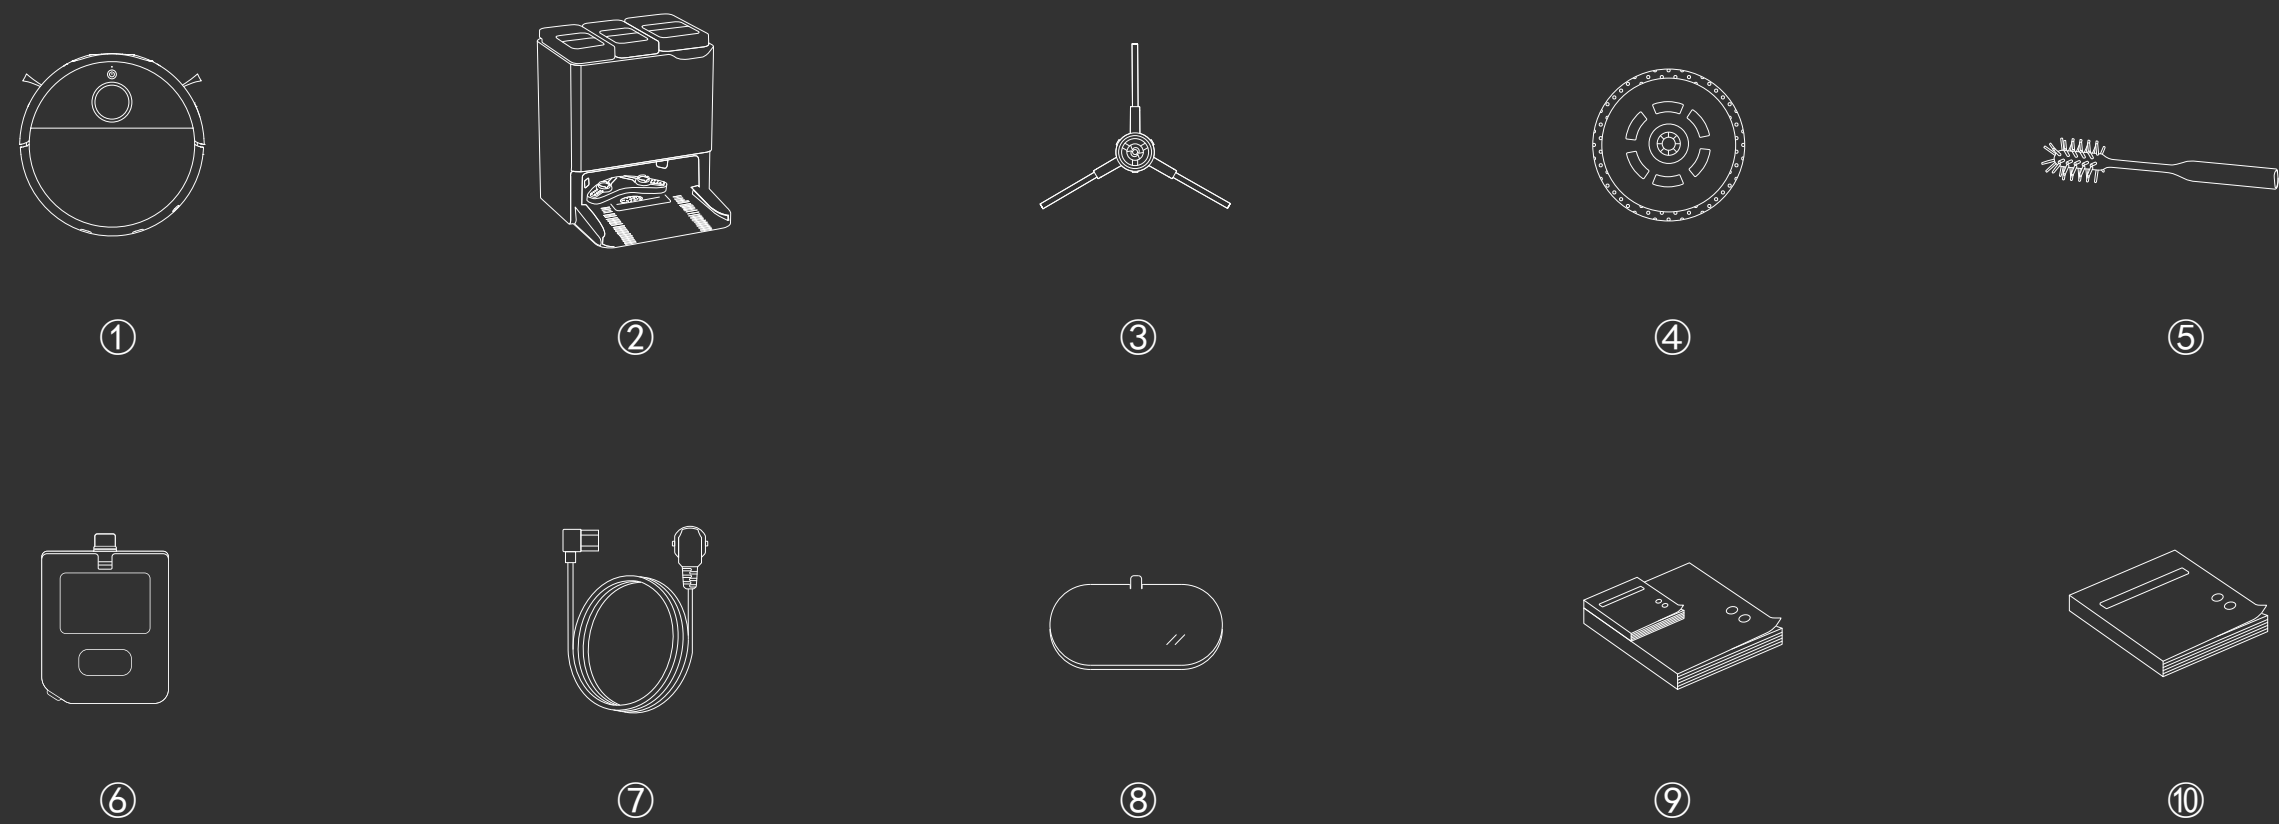 ① ② ③ ④ ⑤
⑥ ⑦ ⑧ ⑨ ⑩